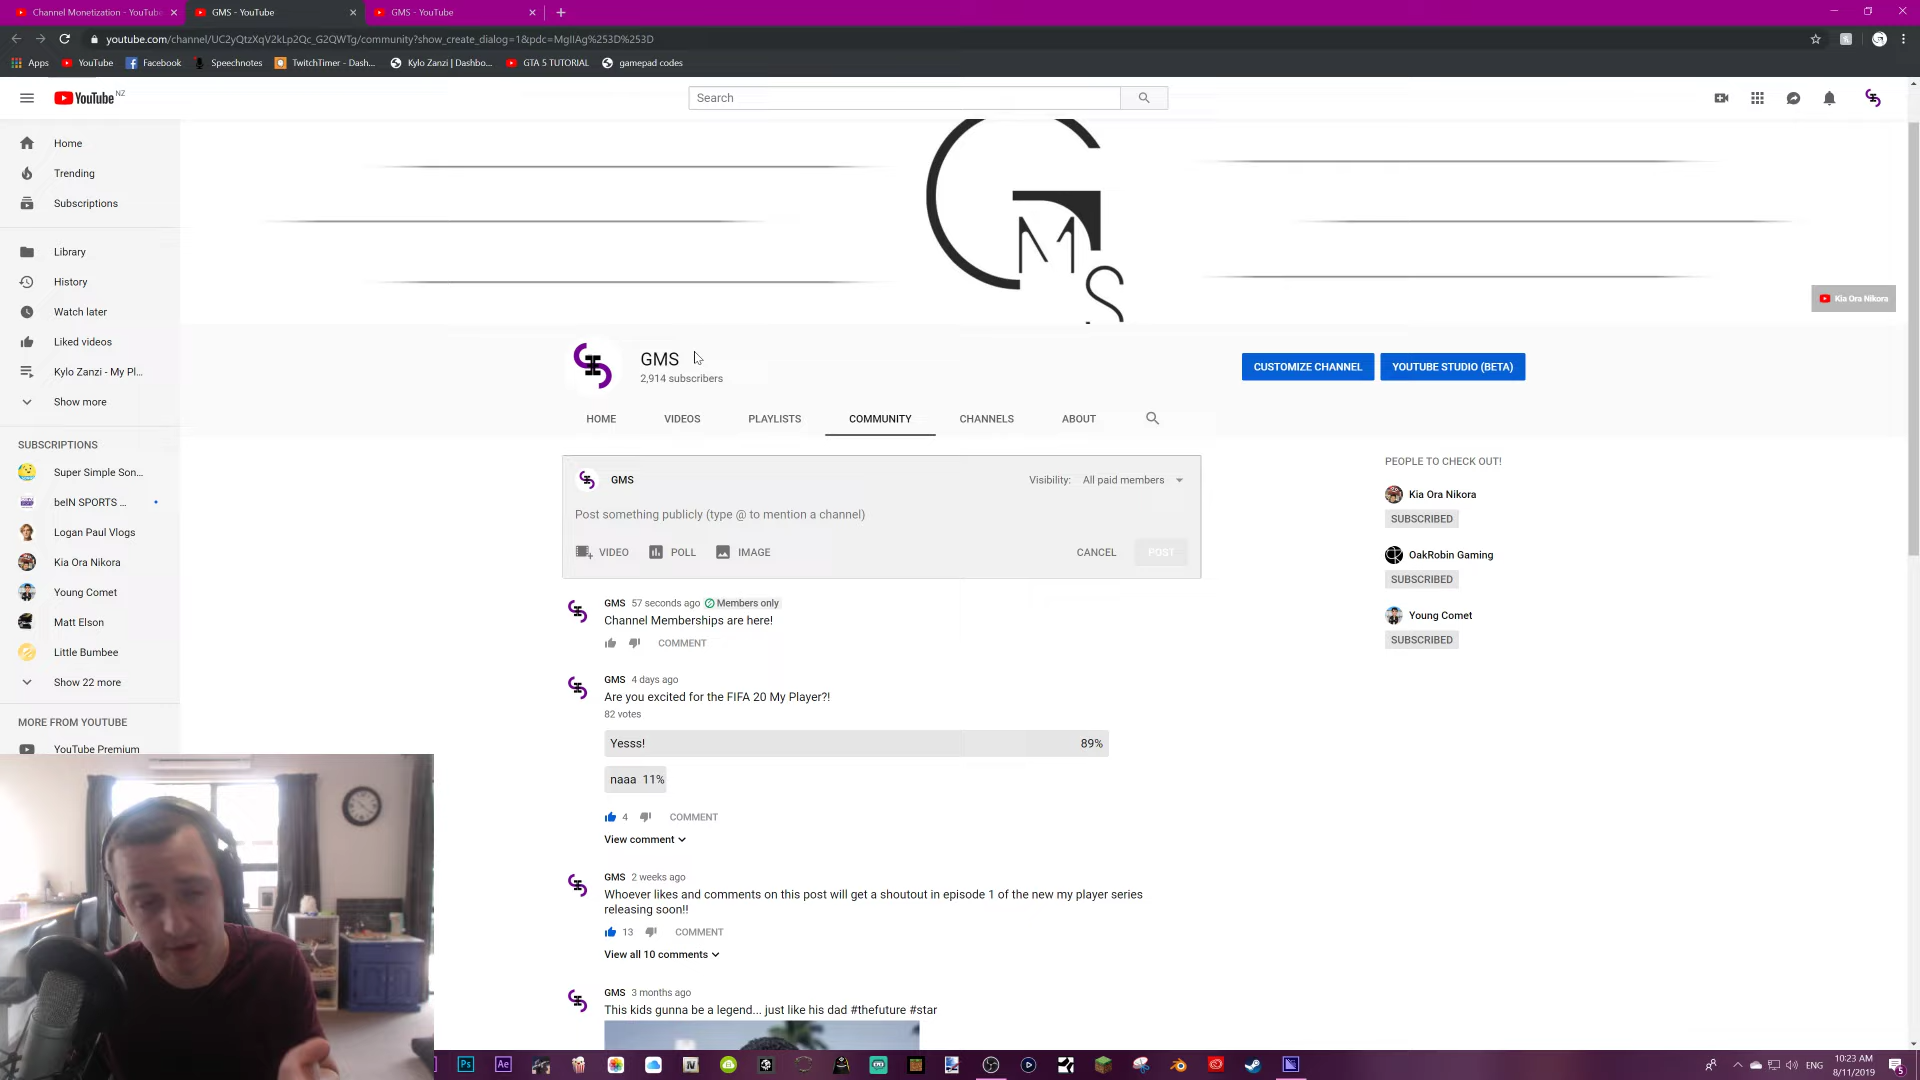 Channel Monetization - YouTube
GMS - YouTube
GMS - YouTube
youtube.com/channel/UC2yQtzXqV2kLp2Qc_G2QWTg/community?show_create_dialog=1&pdc=MgIIAg%253D%253D
Apps
YouTube
Facebook
Speechnotes
TwitchTimer - Dash...
Kylo Zanzi | Dashbo...
GTA 5 TUTORIAL
gamepad codes
YouTube NZ
Search
Home
Trending
Subscriptions
Library
History
Watch later
Liked videos
Kylo Zanzi - My Pl...
Show more
SUBSCRIPTIONS
Super Simple Son...
beIN SPORTS ...
Logan Paul Vlogs
Kia Ora Nikora
Young Comet
Matt Elson
Little Bumbee
Show 22 more
MORE FROM YOUTUBE
YouTube Premium
GMS
Kia Ora Nikora
GMS
2,914 subscribers
CUSTOMIZE CHANNEL
YOUTUBE STUDIO (BETA)
HOME
VIDEOS
PLAYLISTS
COMMUNITY
CHANNELS
ABOUT
GMS
Visibility: All paid members
Post something publicly (type @ to mention a channel)
VIDEO
POLL
IMAGE
CANCEL
POST
GMS 57 seconds ago Members only
Channel Memberships are here!
COMMENT
GMS 4 days ago
Are you excited for the FIFA 20 My Player?!
82 votes
Yesss! 89%
naaa 11%
4 COMMENT
View comment
GMS 2 weeks ago
Whoever likes and comments on this post will get a shoutout in episode 1 of the new my player series
releasing soon!!
13 COMMENT
View all 10 comments
GMS 3 months ago
This kids gunna be a legend... just like his dad #thefuture #star
PEOPLE TO CHECK OUT!
Kia Ora Nikora
SUBSCRIBED
OakRobin Gaming
SUBSCRIBED
Young Comet
SUBSCRIBED
Ps
Ae
IV
ENG
10:23 AM
8/11/2019
5